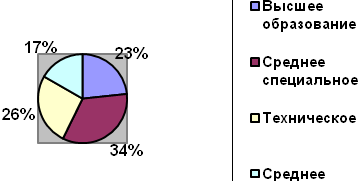 17%
23%
26%
34%
Высшее
образование
Среднее
специальное
Техническое
Среднее